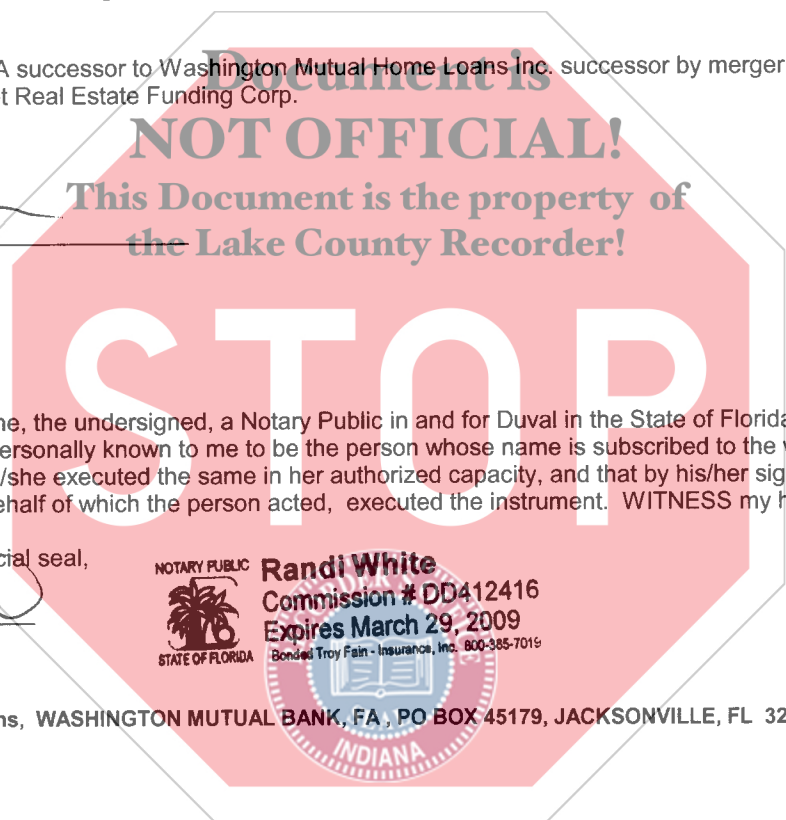 A successor to Washington Mutual Home Loans Inc. successor by merger
Document is
t Real Estate Funding Corp.
NOT OFFICIAL!
This Document is the property of
the Lake County Recorder!
STOP
ne, the undersigned, a Notary Public in and for Duval in the State of Florida
ersonally known to me to be the person whose name is subscribed to the
/she executed the same in her authorized capacity, and that by his/her sig
ehalf of which the person acted, executed the instrument. WITNESS my h
cial seal,
NOTARY PUBLIC
STATE OF FLORIDA
Randi White
Commission # DD412416
Expires March 29, 2009
Bonded Troy Fain - Insurance, Inc. 800-385-7019
RECORDER'S OFFICE
ns, WASHINGTON MUTUAL BANK, FA , PO BOX 45179, JACKSONVILLE, FL 32
INDIANA